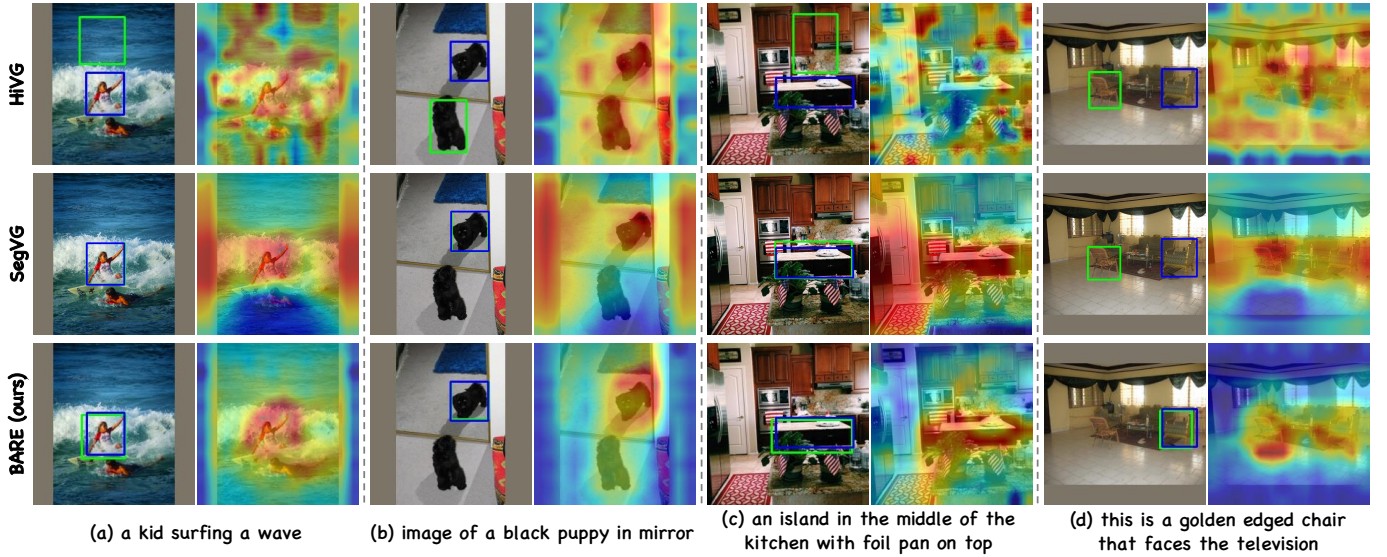 HiVG
SegVG
BARE (ours)
(a) a kid surfing a wave
(b) image of a black puppy in mirror
(c) an island in the middle of the
kitchen with foil pan on top
(d) this is a golden edged chair
that faces the television